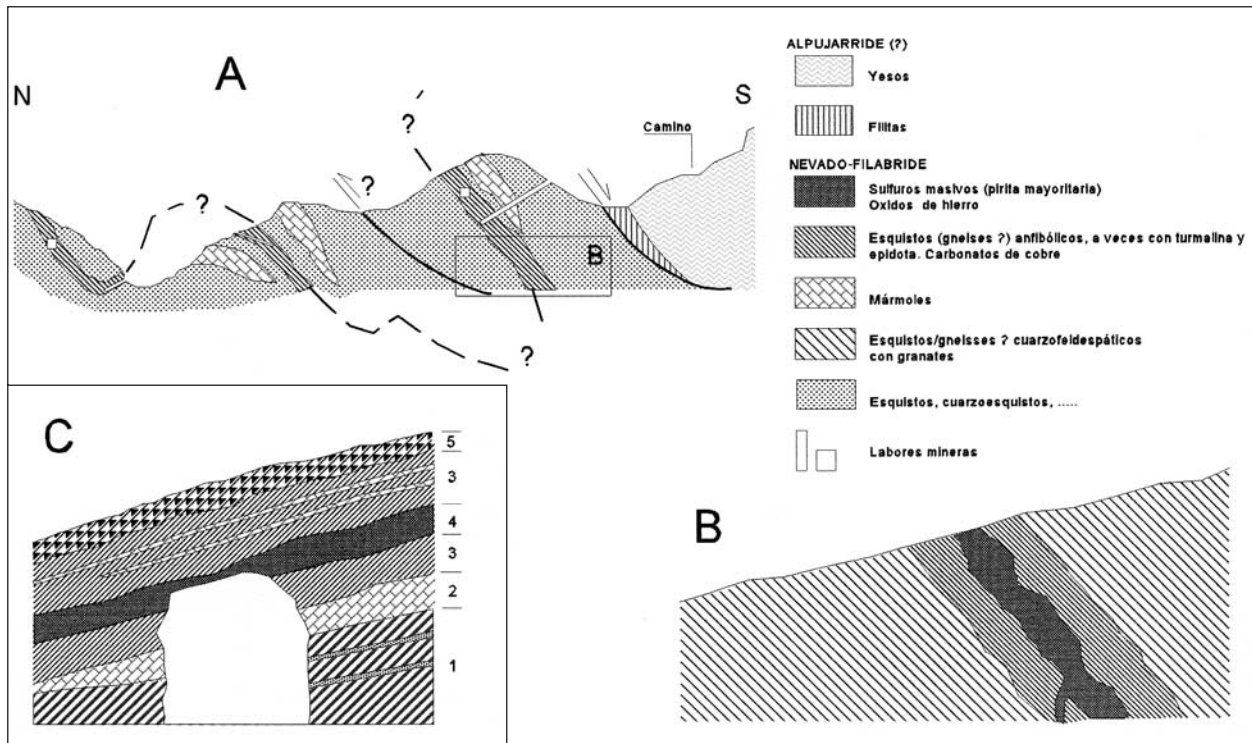 A
N
S
?
?
?
?
?
Camino
B
ALPUJARRIDE (?)
Yesos
Filitas
NEVADO-FILABRIDE
Sulfuros masivos (pirita mayoritaria)
Oxidos de hierro
Esquistos (gneises ?) anfibólicos, a veces con turmalina y
epidota. Carbonatos de cobre
Mármoles
Esquistos/gneisses ? cuarzofeldespáticos
con granates
Esquistos, cuarzoesquistos, .....
Labores mineras
C
5
3
4
3
2
1
B